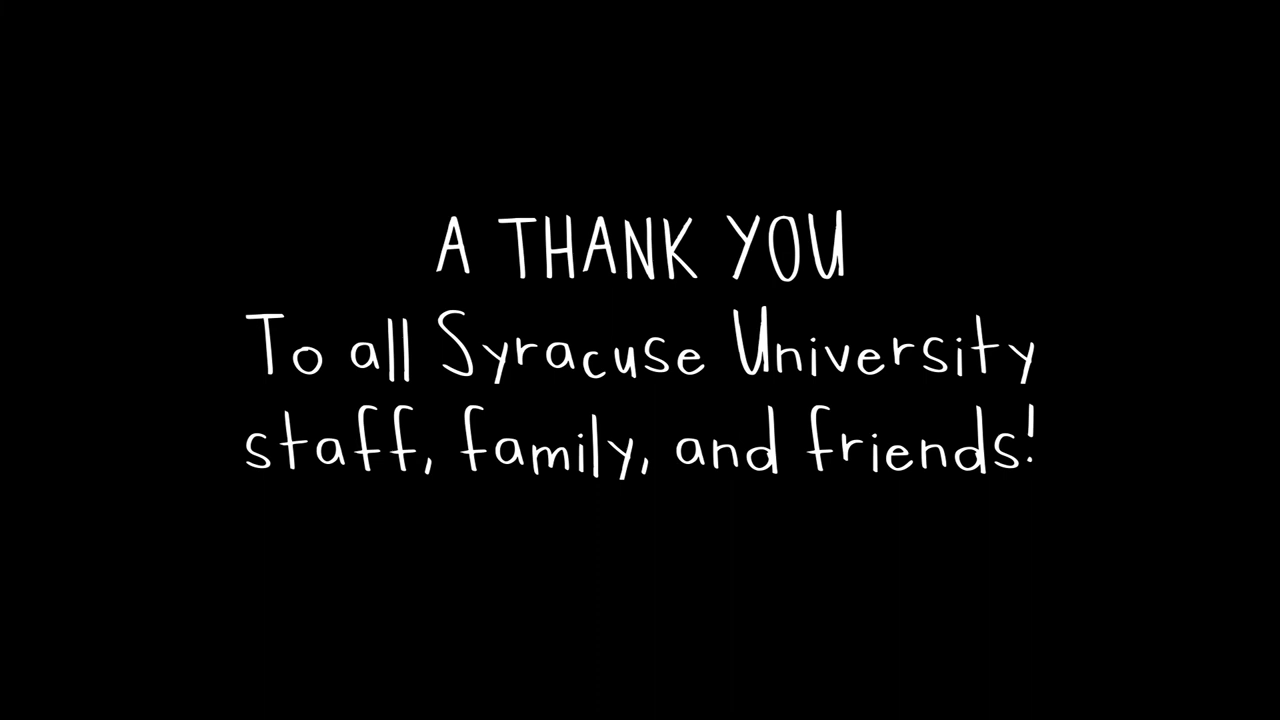 A THANK YOU
To all Syracuse University
staff, family, and friends!